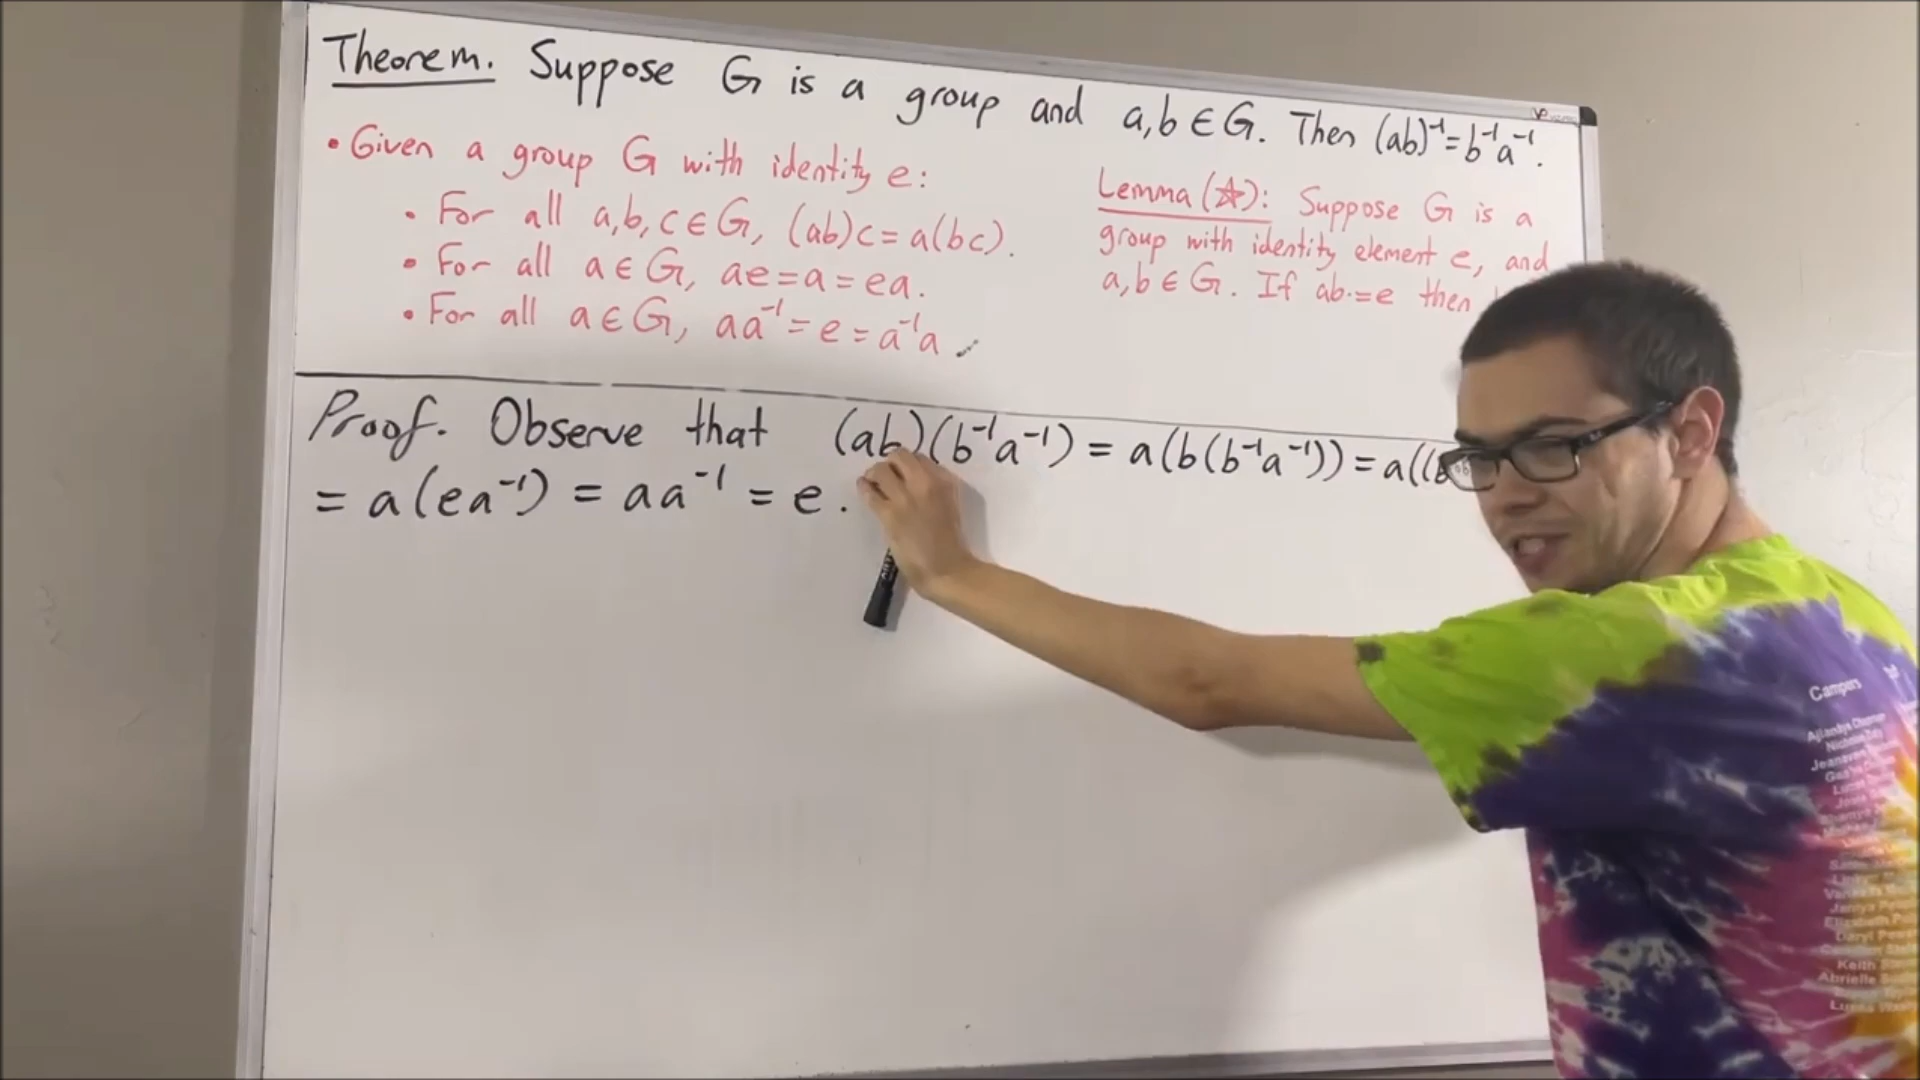 Theorem. Suppose G is a group and a,b ∈ G. Then (ab)⁻¹=b⁻¹a⁻¹.
• Given a group G with identity e:
• For all a,b,c ∈ G, (ab)c=a(bc).
• For all a ∈ G, ae=a=ea.
• For all a ∈ G, aa⁻¹=e=a⁻¹a
Lemma (☆): Suppose G is a
group with identity element e, and
a,b ∈ G. If ab=e then
Proof. Observe that (ab)(b⁻¹a⁻¹) = a(b(b⁻¹a⁻¹)) = a((b
= a(ea⁻¹) = aa⁻¹ = e.
Campers
Keith